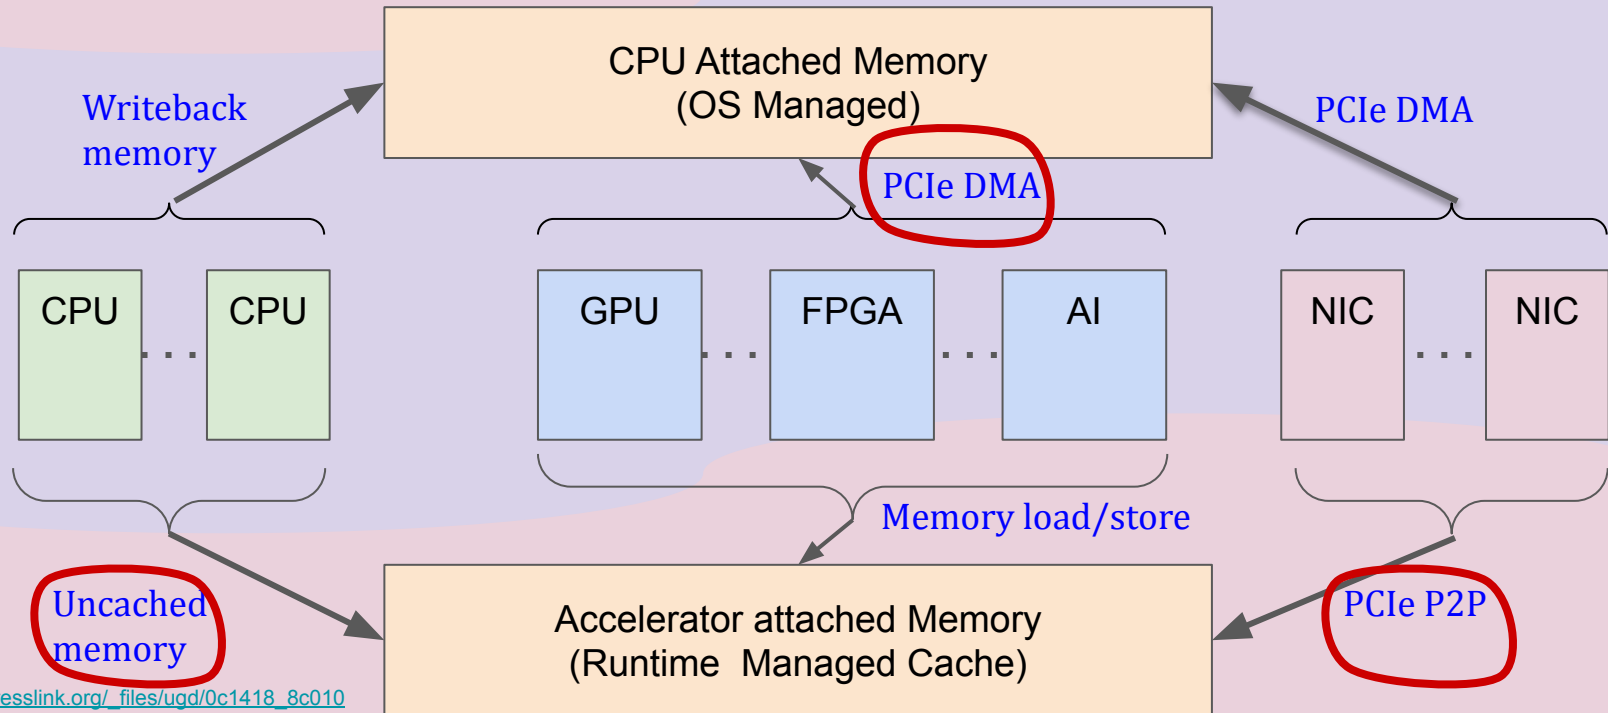 CPU Attached Memory
(OS Managed)
Writeback
memory
PCIe DMA
PCIe DMA
CPU
CPU
GPU
FPGA
AI
NIC
NIC
. . .
. . .
. . .
. . .
Memory load/store
Uncached
memory
PCIe P2P
Accelerator attached Memory
(Runtime Managed Cache)
esslink.org/_files/ugd/0c1418_8c010